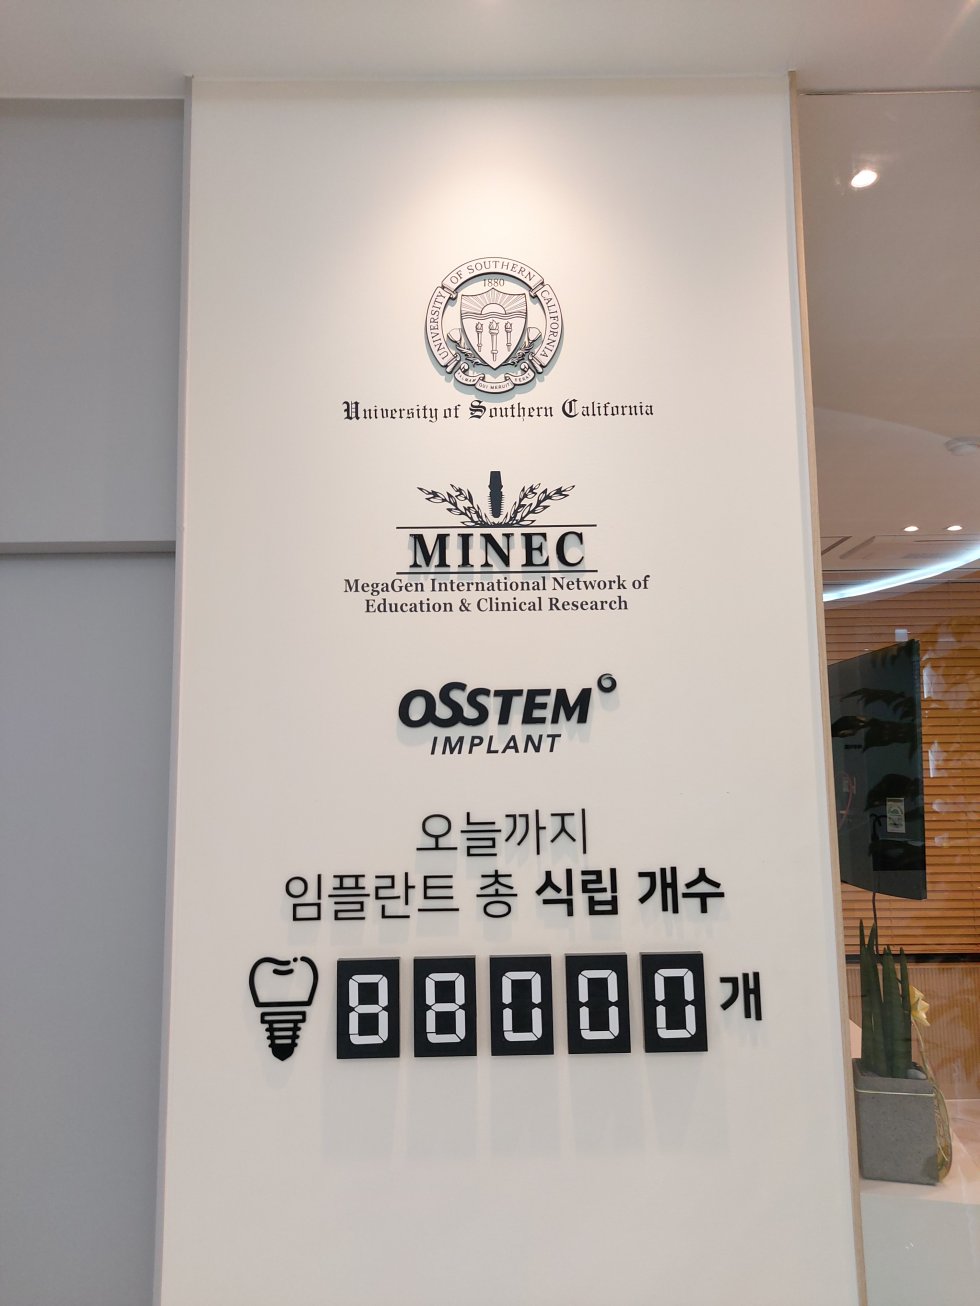 UNIVERSITY OF SOUTHERN CALIFORNIA
1880
University of Southern California
MINEC
MegaGen International Network of
Education & Clinical Research
OSSTEM
IMPLANT
오늘까지
임플란트 총 식립 개수
88000개